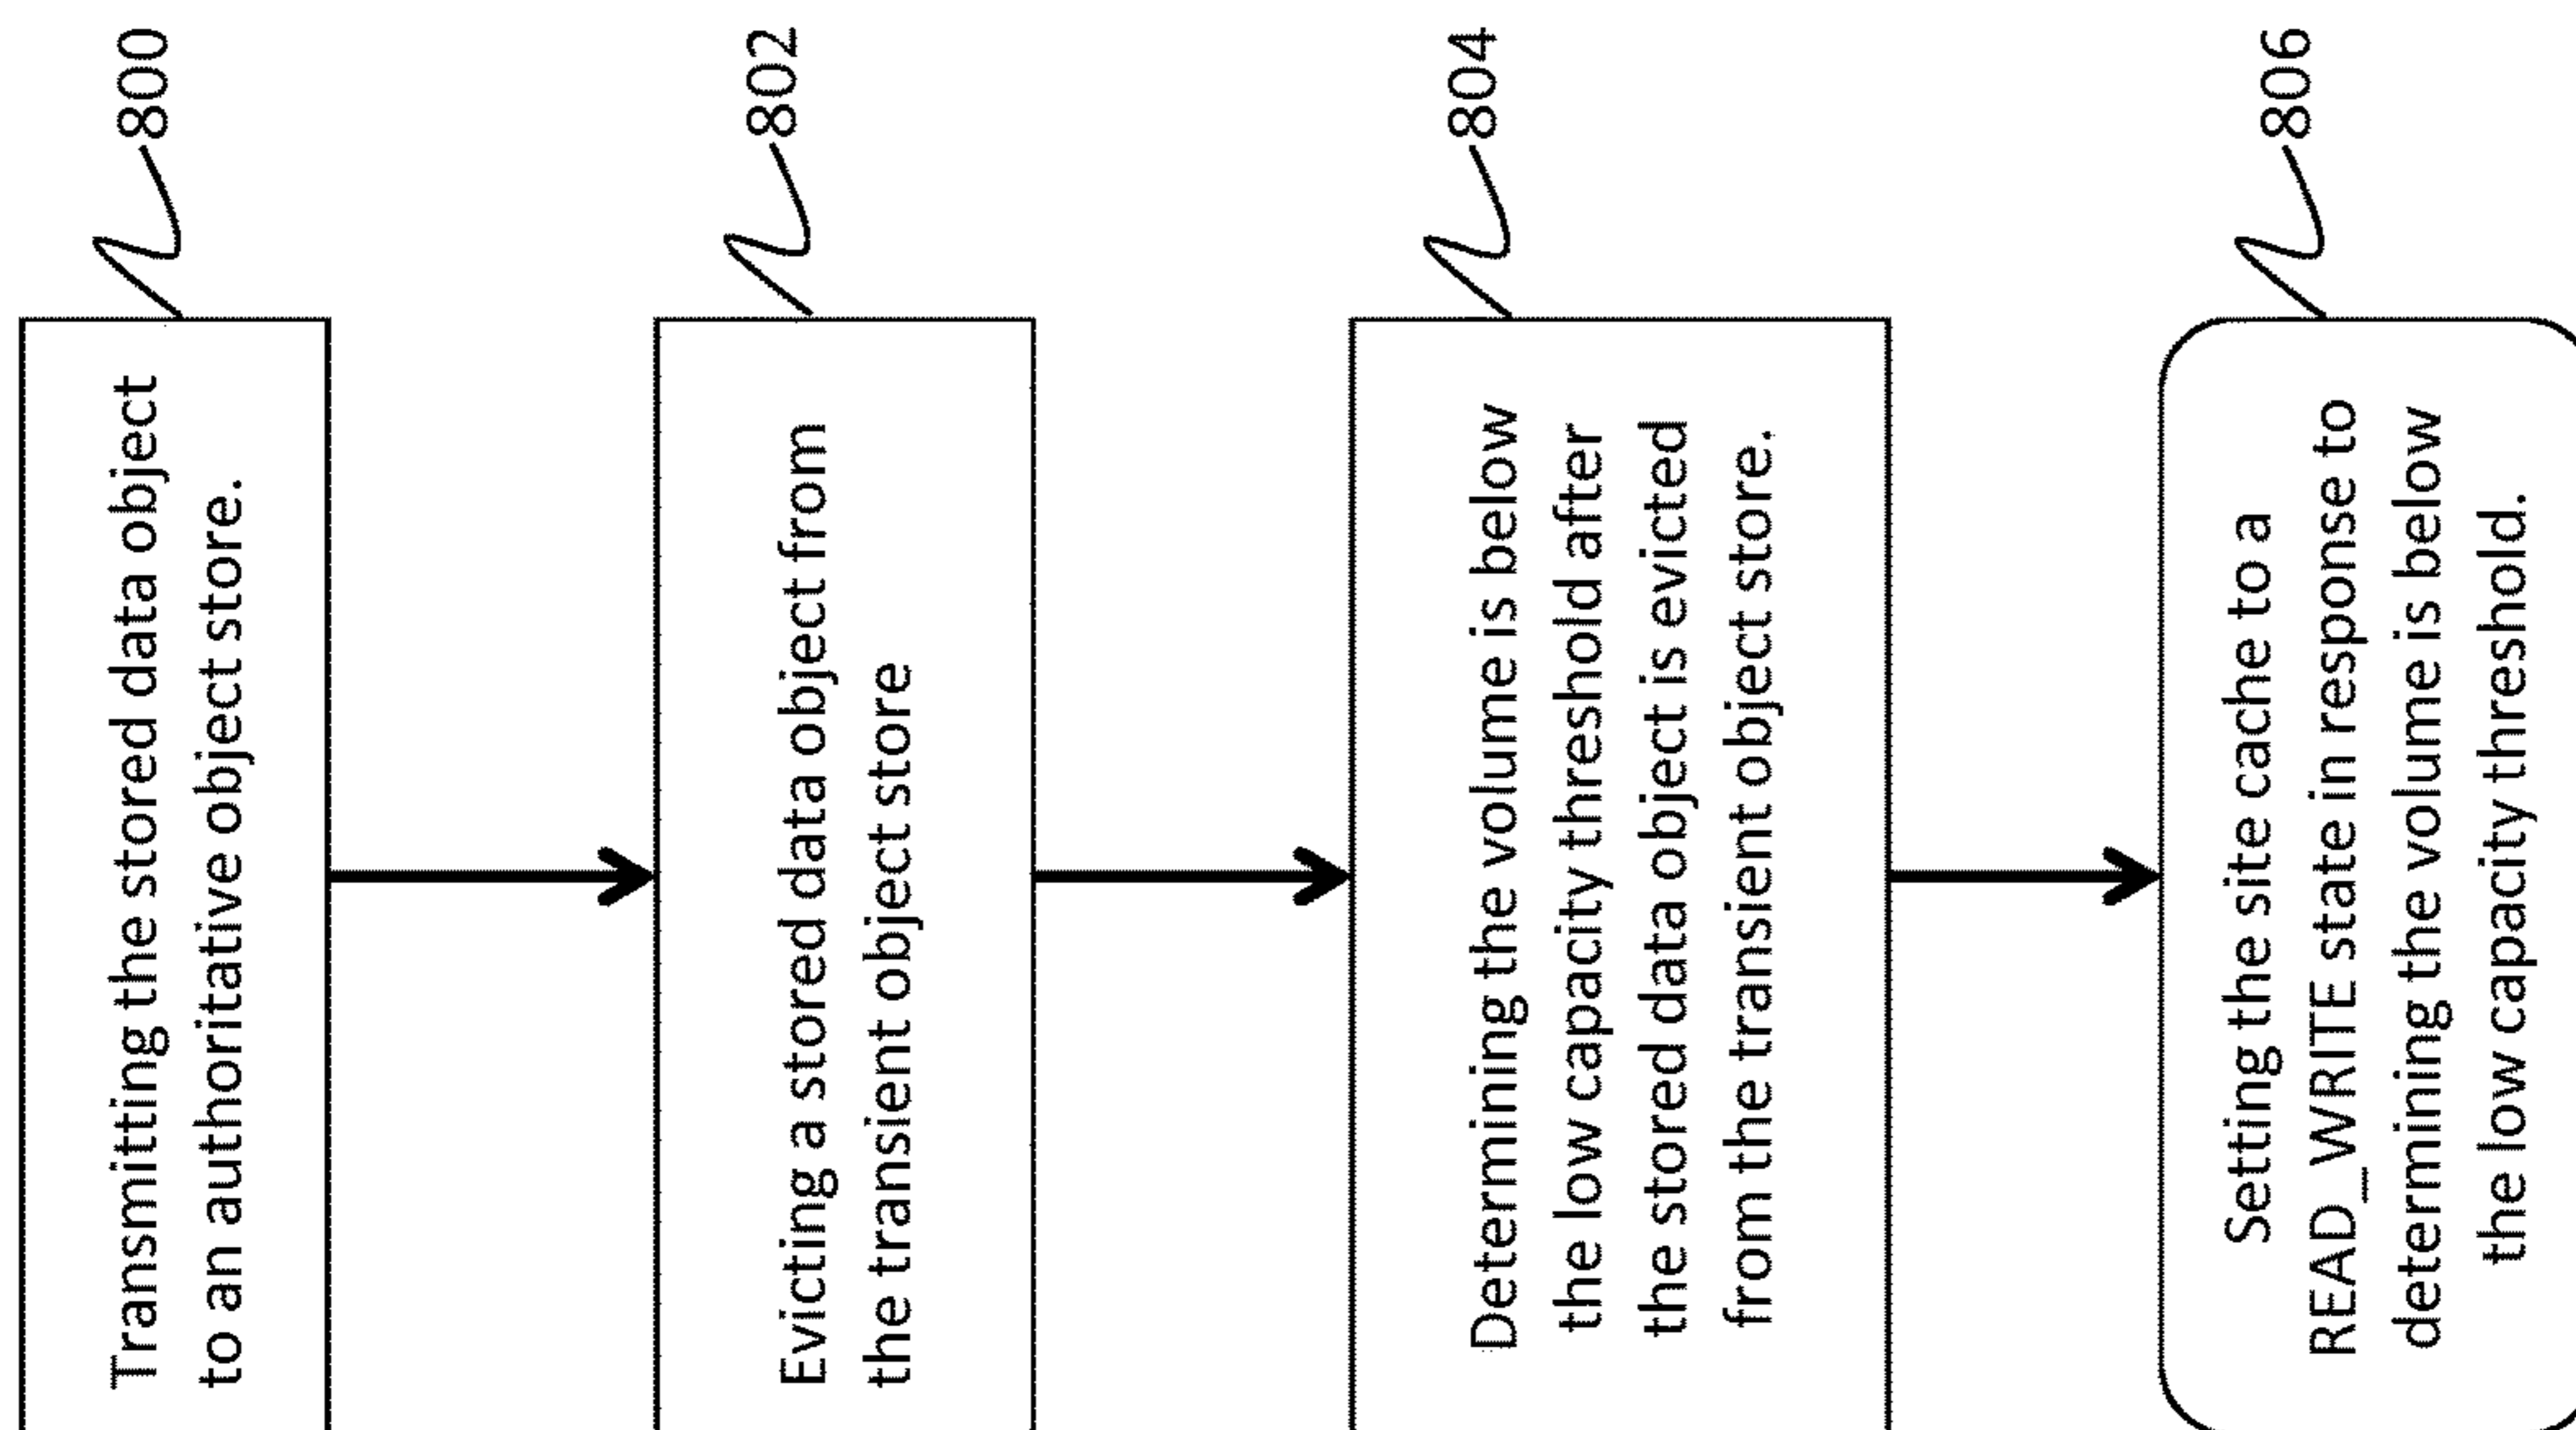 Transmitting the stored data object
to an authoritative object store.
800
Evicting a stored data object from
the transient object store
802
Determining the volume is below
the low capacity threshold after
the stored data object is evicted
from the transient object store.
804
Setting the site cache to a
READ_WRITE state in response to
determining the volume is below
the low capacity threshold.
806